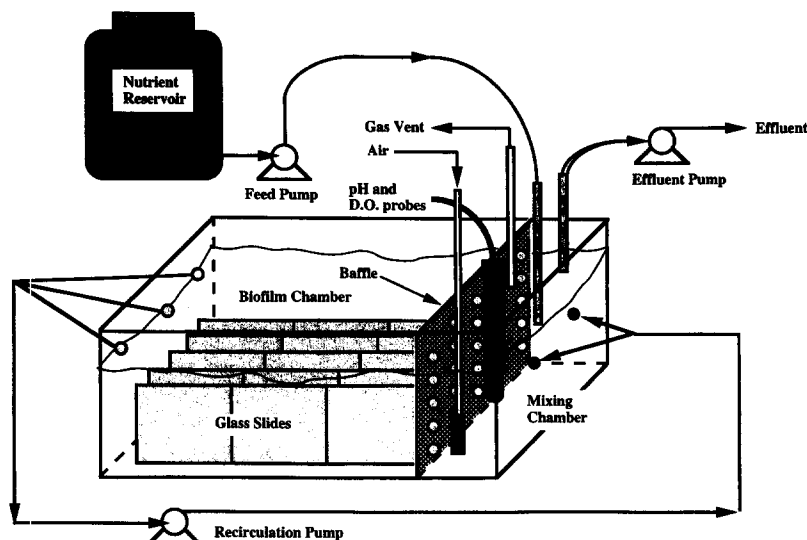 Nutrient
Reservoir
Gas Vent
Effluent
Air
Feed Pump
Effluent Pump
pH and
D.O. probes
Baffle
Biofilm Chamber
Mixing
Chamber
Glass Slides
Recirculation Pump